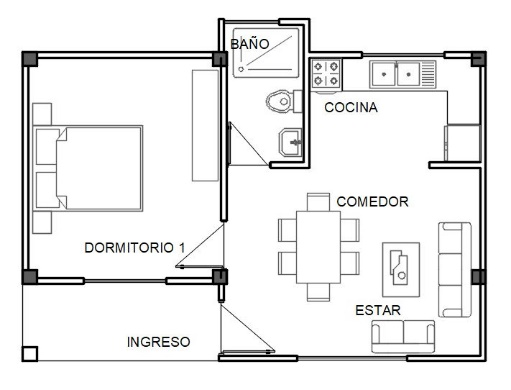 BAÑO
COCINA
COMEDOR
DORMITORIO 1
ESTAR
INGRESO